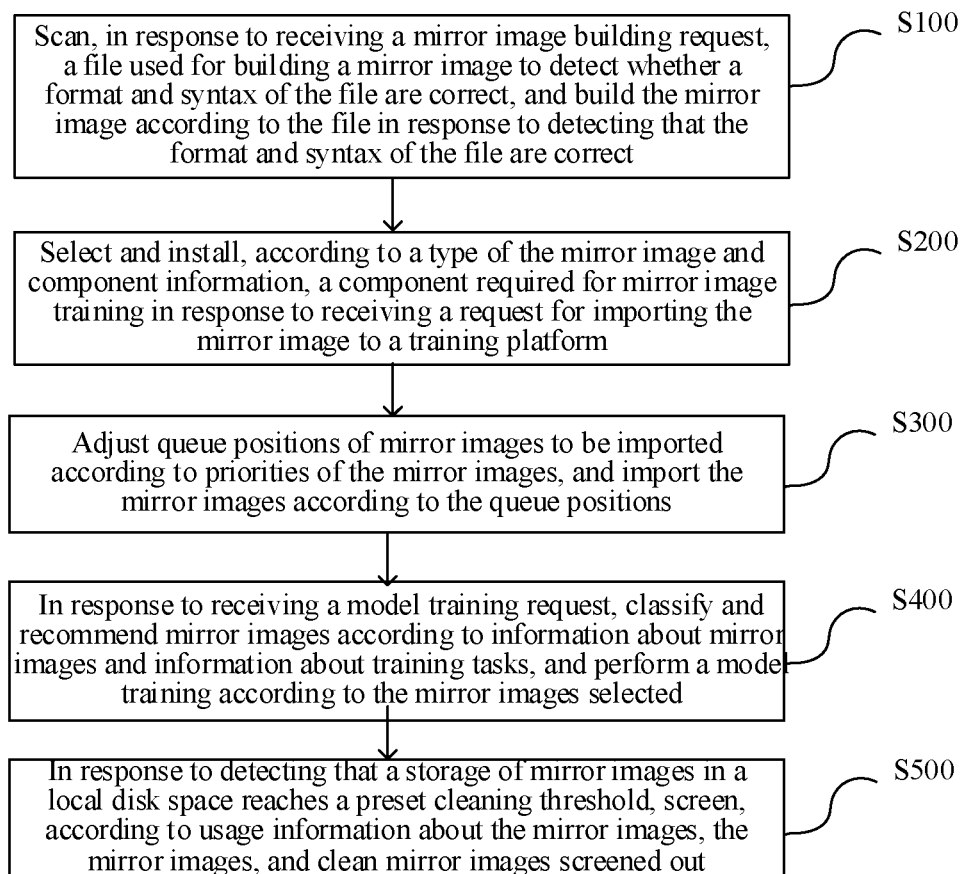 Scan, in response to receiving a mirror image building request,
a file used for building a mirror image to detect whether a
format and syntax of the file are correct, and build the mirror
image according to the file in response to detecting that the
format and syntax of the file are correct
S100
Select and install, according to a type of the mirror image and
component information, a component required for mirror image
training in response to receiving a request for importing the
mirror image to a training platform
S200
Adjust queue positions of mirror images to be imported
according to priorities of the mirror images, and import the
mirror images according to the queue positions
S300
In response to receiving a model training request, classify and
recommend mirror images according to information about mirror
images and information about training tasks, and perform a model
training according to the mirror images selected
S400
In response to detecting that a storage of mirror images in a
local disk space reaches a preset cleaning threshold, screen,
according to usage information about the mirror images, the
mirror images, and clean mirror images screened out
S500